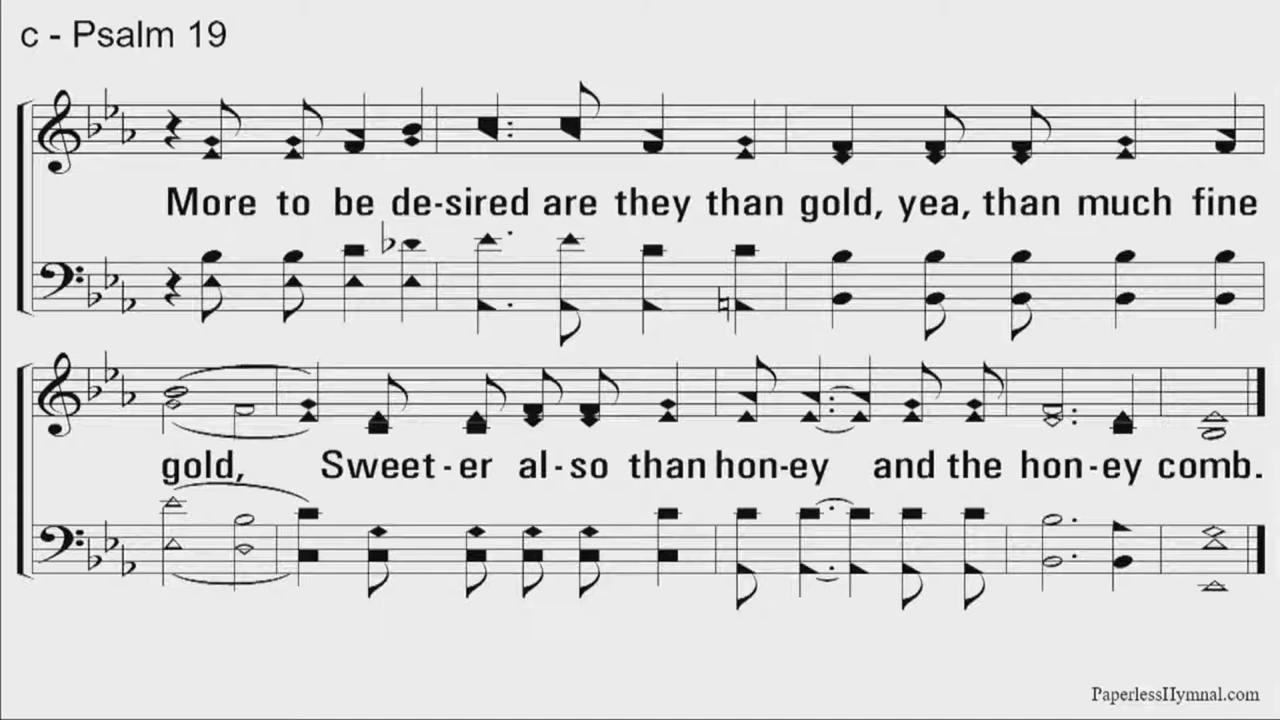 c - Psalm 19
More to be de-sired are they than gold, yea, than much fine
gold, Sweet-er al-so than hon-ey and the hon-ey comb.
PaperlessHymnal.com